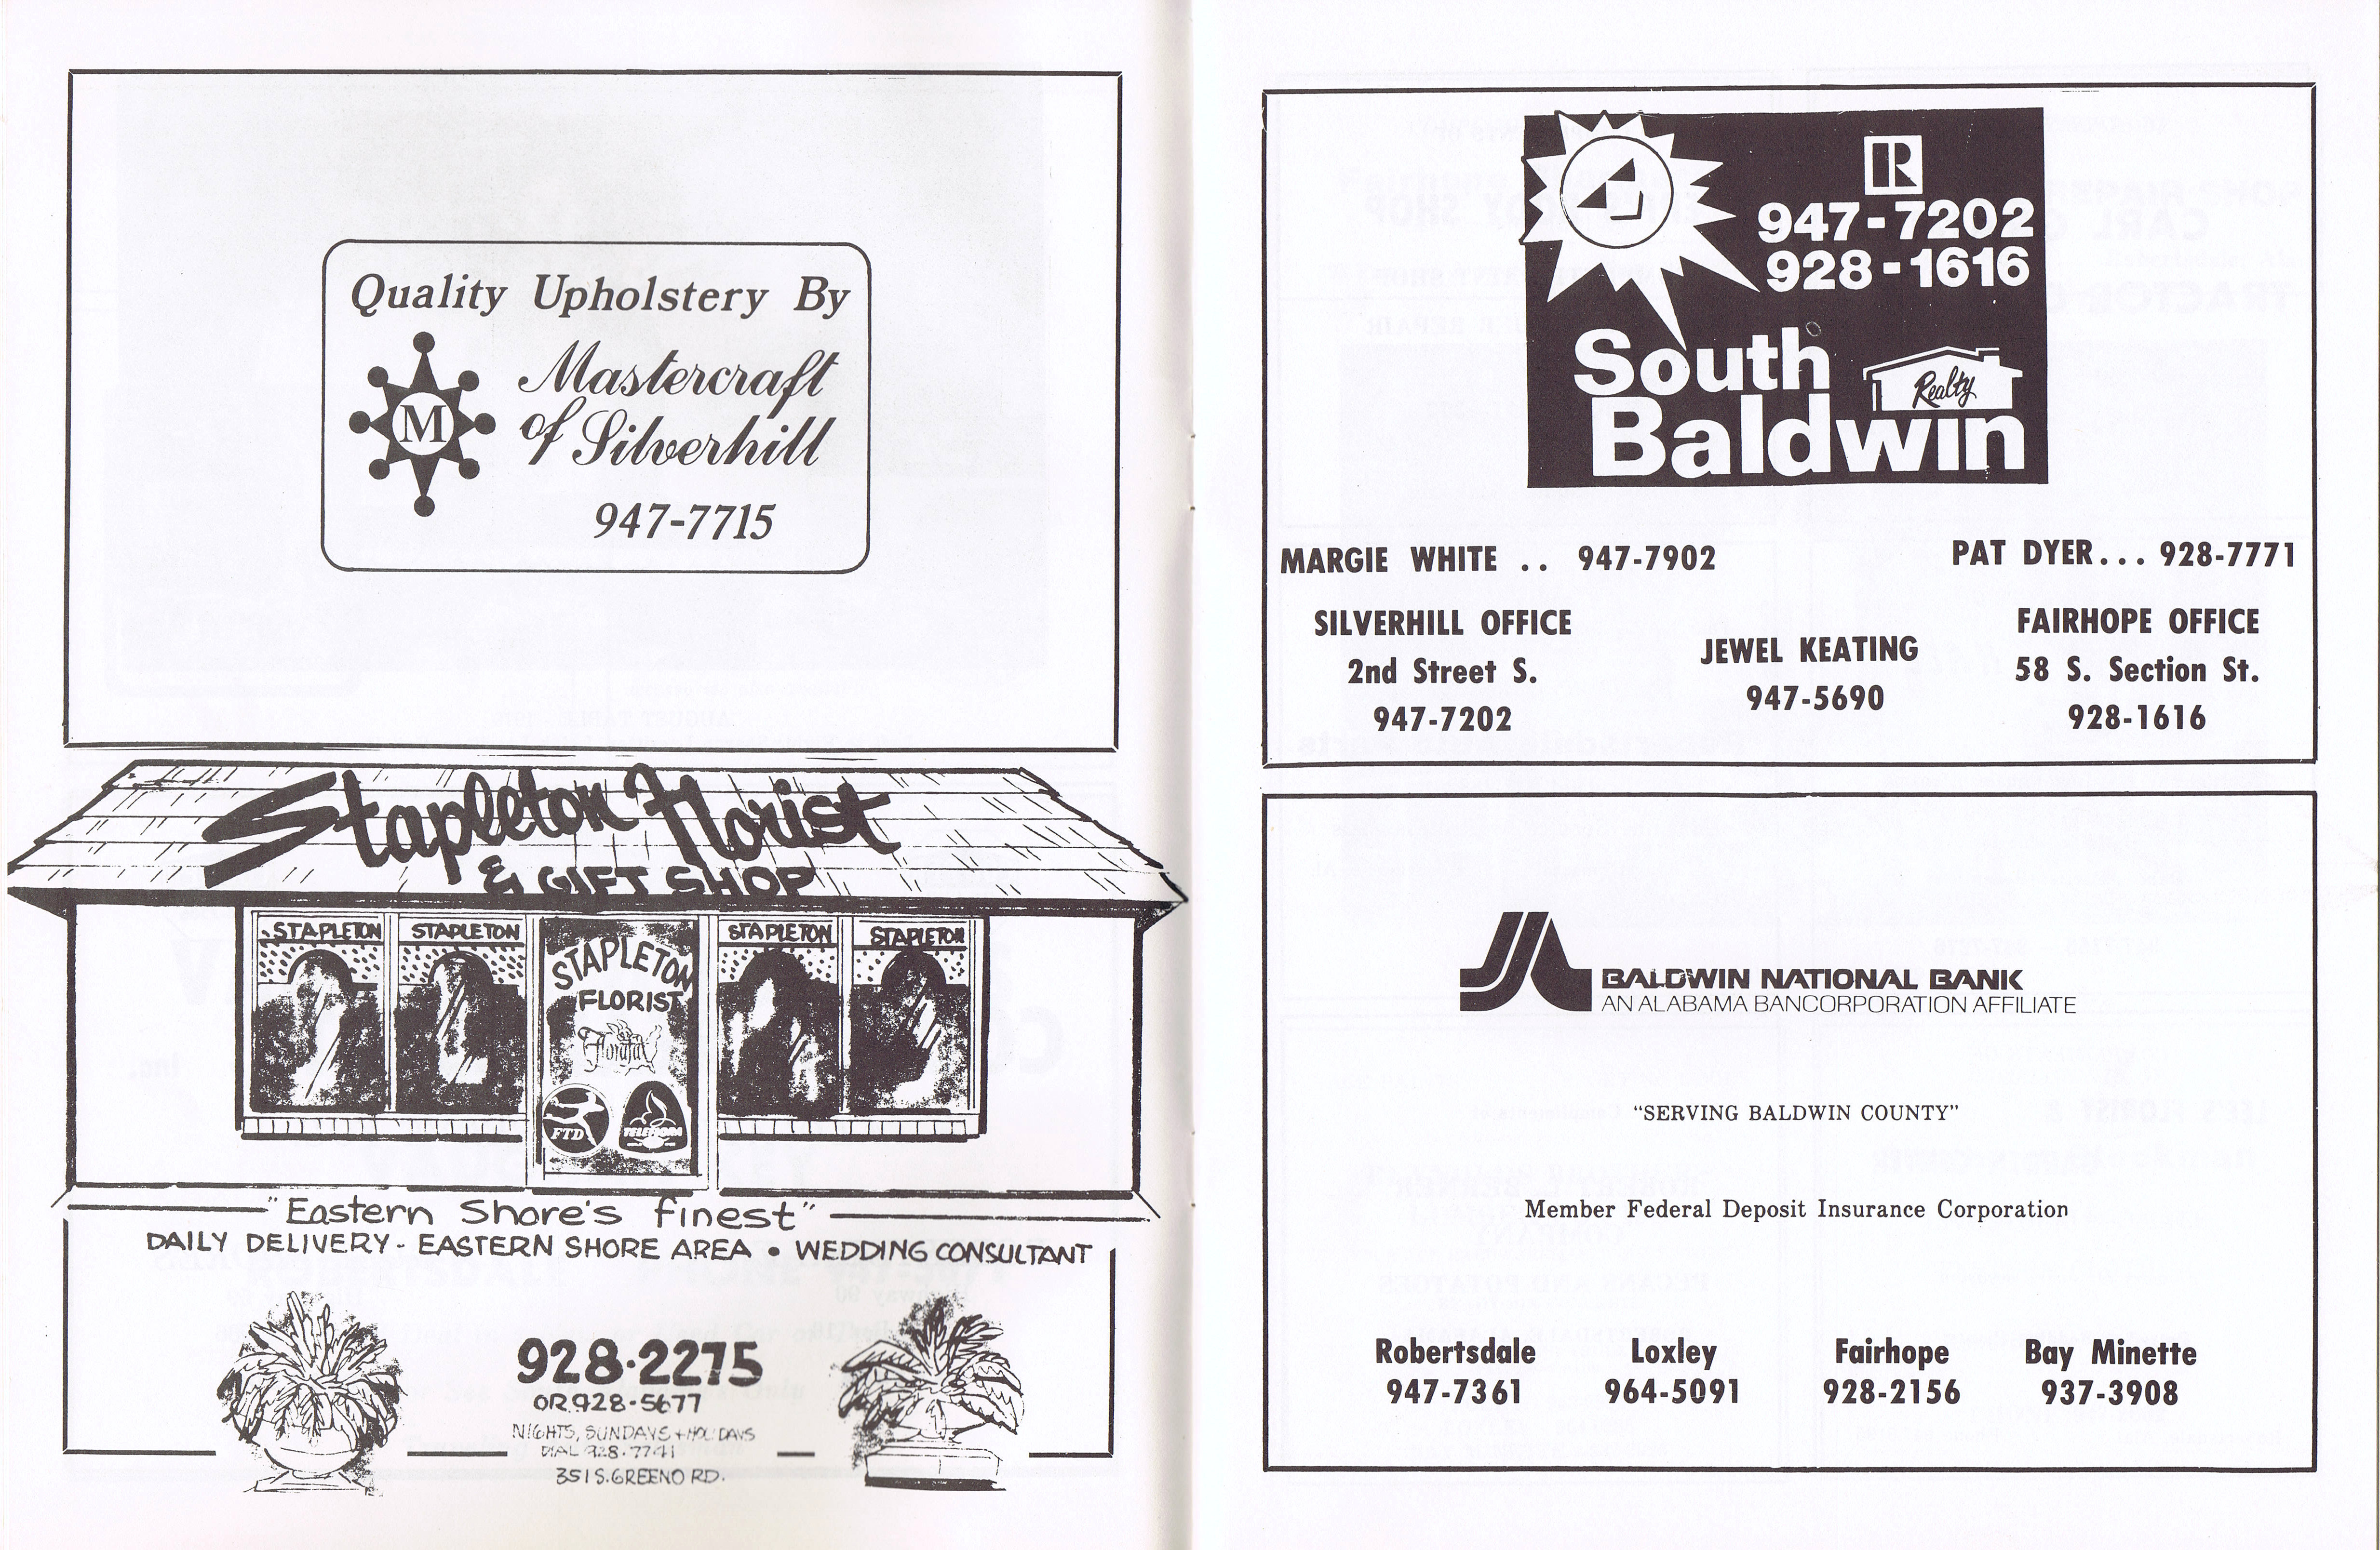 Quality Upholstery By
M
Mastercraft
of Silverhill
947-7715
Stapleton Florist
& GIFT SHOP
STAPLETON
STAPLETON
STAPLETON
FLORIST
Florafax
FTD
TELEFLORA
STAPLETON
STAPLETON
"Eastern Shore's finest"
DAILY DELIVERY - EASTERN SHORE AREA • WEDDING CONSULTANT
928·2275
OR 928-5677
NIGHTS, SUNDAYS + HOLIDAYS
DIAL 928-7741
351 S. GREENO RD.
R
947-7202
928-1616
South
Realty
Baldwin
MARGIE WHITE .. 947-7902
PAT DYER... 928-7771
SILVERHILL OFFICE
2nd Street S.
947-7202
JEWEL KEATING
947-5690
FAIRHOPE OFFICE
58 S. Section St.
928-1616
BALDWIN NATIONAL BANK
AN ALABAMA BANCORPORATION AFFILIATE
"SERVING BALDWIN COUNTY"
Member Federal Deposit Insurance Corporation
Robertsdale
947-7361
Loxley
964-5091
Fairhope
928-2156
Bay Minette
937-3908